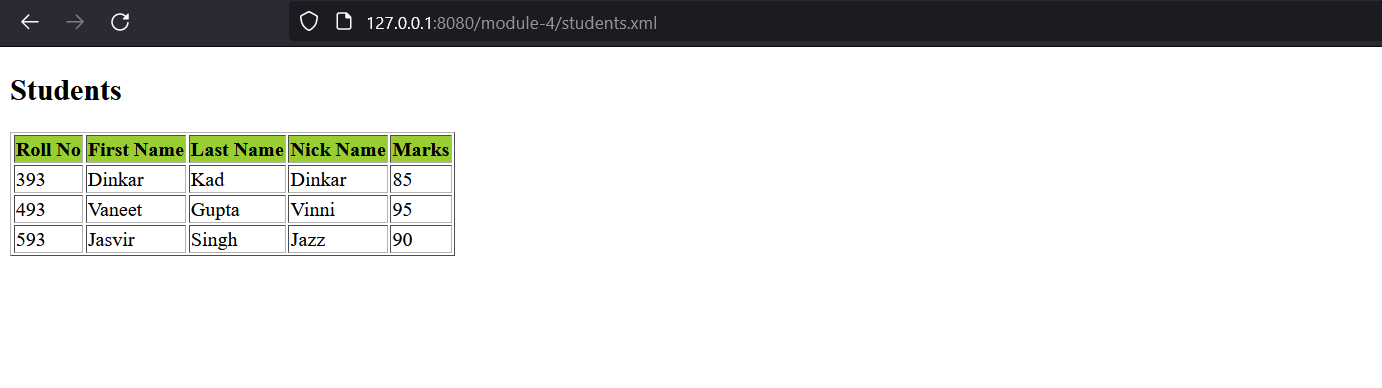 127.0.0.1:8080/module-4/students.xml
Students
Roll No First Name Last Name Nick Name Marks
393 Dinkar Kad Dinkar 85
493 Vaneet Gupta Vinni 95
593 Jasvir Singh Jazz 90